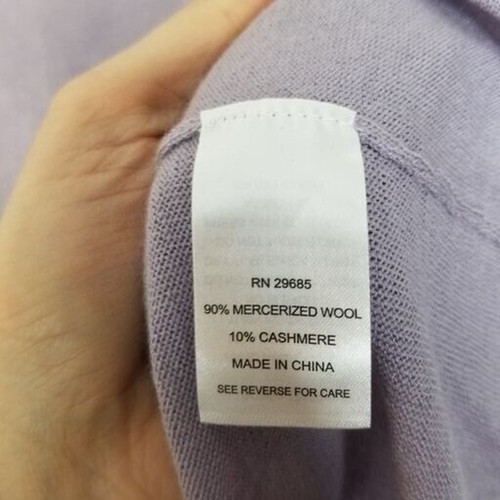 RN 29685
90% MERCERIZED WOOL
10% CASHMERE
MADE IN CHINA
SEE REVERSE FOR CARE